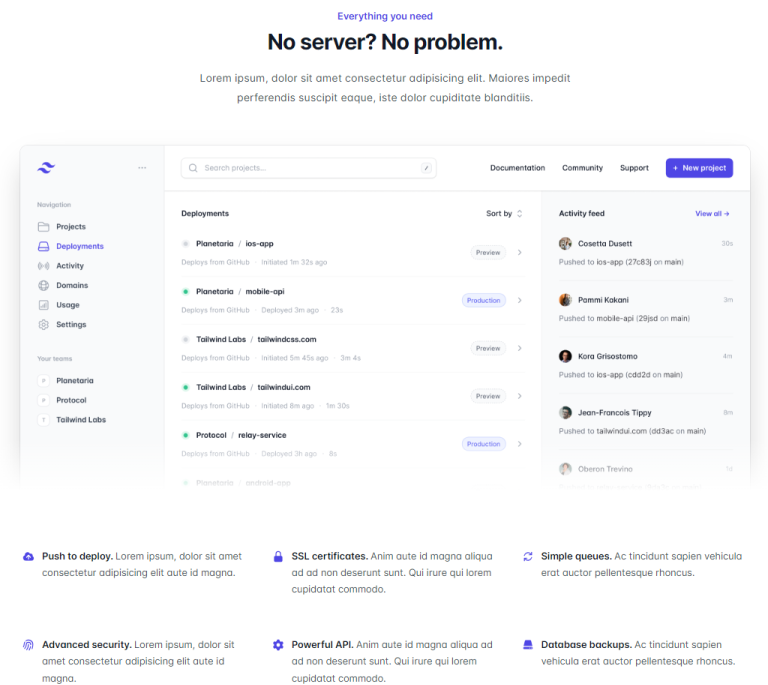 Everything you need
No server? No problem.
Lorem ipsum, dolor sit amet consectetur adipisicing elit. Maiores impedit
perferendis suscipit eaque, iste dolor cupiditate blanditiis.
Search projects...
/
Documentation
Community
Support
+ New project
Navigation
Projects
Deployments
Activity
Domains
Usage
Settings
Your teams
P Planetaria
P Protocol
T Tailwind Labs
Deployments
Sort by
Planetaria / ios-app
Deploys from GitHub · Initiated 1m 32s ago
Preview
Planetaria / mobile-api
Deploys from GitHub · Deployed 3m ago · 23s
Production
Tailwind Labs / tailwindcss.com
Deploys from GitHub · Initiated 5m 45s ago · 3m 4s
Preview
Tailwind Labs / tailwindui.com
Deploys from GitHub · Initiated 6m ago · 1m 30s
Preview
Protocol / relay-service
Deploys from GitHub · Deployed 3h ago · 8s
Production
Planetaria / android-app
Activity feed
View all →
Cosetta Dusett
30s
Pushed to ios-app (27c83j on main)
Pammi Kakani
3m
Pushed to mobile-api (29jsd on main)
Kora Grisostomo
4m
Pushed to ios-app (cdd2d on main)
Jean-Francois Tippy
8m
Pushed to tailwindui.com (dd3ac on main)
Oberon Trevino
1d
Push to deploy. Lorem ipsum, dolor sit amet
consectetur adipisicing elit aute id magna.
SSL certificates. Anim aute id magna aliqua
ad ad non deserunt sunt. Qui irure qui lorem
cupidatat commodo.
Simple queues. Ac tincidunt sapien vehicula
erat auctor pellentesque rhoncus.
Advanced security. Lorem ipsum, dolor sit
amet consectetur adipisicing elit aute id
magna.
Powerful API. Anim aute id magna aliqua ad
ad non deserunt sunt. Qui irure qui lorem
cupidatat commodo.
Database backups. Ac tincidunt sapien
vehicula erat auctor pellentesque rhoncus.